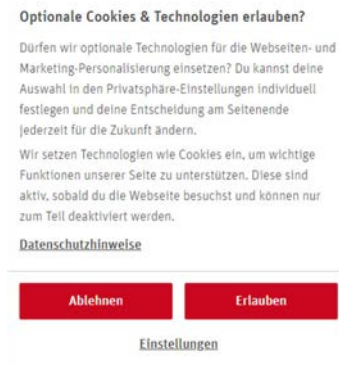 Optionale Cookies & Technologien erlauben?
Dürfen wir optionale Technologien für die Webseiten- und
Marketing-Personalisierung einsetzen? Du kannst deine
Auswahl in den Privatsphäre-Einstellungen individuell
festlegen und deine Entscheidung am Seitenende
jederzeit für die Zukunft ändern.
Wir setzen Technologien wie Cookies ein, um wichtige
Funktionen unserer Seite zu unterstützen. Diese sind
aktiv, sobald du die Webseite besuchst und können nur
zum Teil deaktiviert werden.
Datenschutzhinweise
Ablehnen Erlauben
Einstellungen